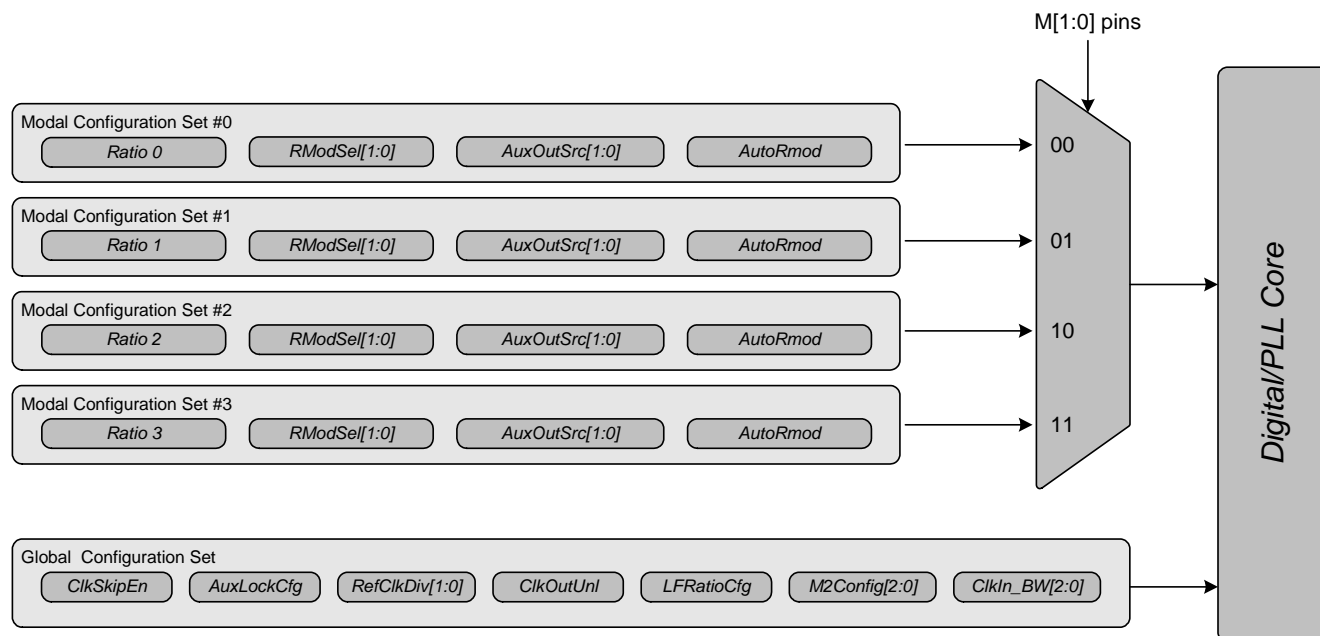 M[1:0] pins
Modal Configuration Set #0
Ratio 0 RModSel[1:0] AuxOutSrc[1:0] AutoRmod
00
Modal Configuration Set #1
Ratio 1 RModSel[1:0] AuxOutSrc[1:0] AutoRmod
01
Modal Configuration Set #2
Ratio 2 RModSel[1:0] AuxOutSrc[1:0] AutoRmod
10
Modal Configuration Set #3
Ratio 3 RModSel[1:0] AuxOutSrc[1:0] AutoRmod
11
Digital/PLL Core
Global Configuration Set
ClkSkipEn AuxLockCfg RefClkDiv[1:0] ClkOutUnl LFRatioCfg M2Config[2:0] ClkIn_BW[2:0]